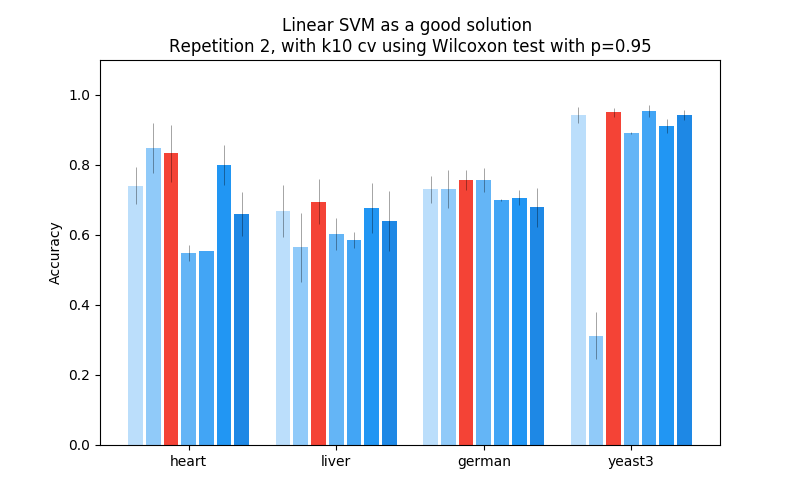 Linear SVM as a good solution
Repetition 2, with k10 cv using Wilcoxon test with p=0.95
1.0
0.8
0.6
0.4
0.2
0.0
Accuracy
heart liver german yeast3